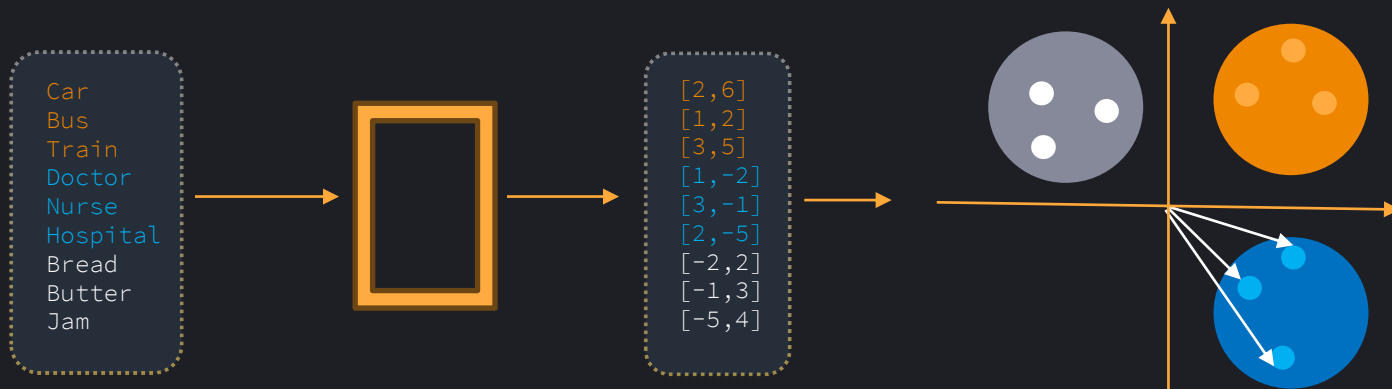 Car
Bus
Train
Doctor
Nurse
Hospital
Bread
Butter
Jam
[2,6]
[1,2]
[3,5]
[1,-2]
[3,-1]
[2,-5]
[-2,2]
[-1,3]
[-5,4]